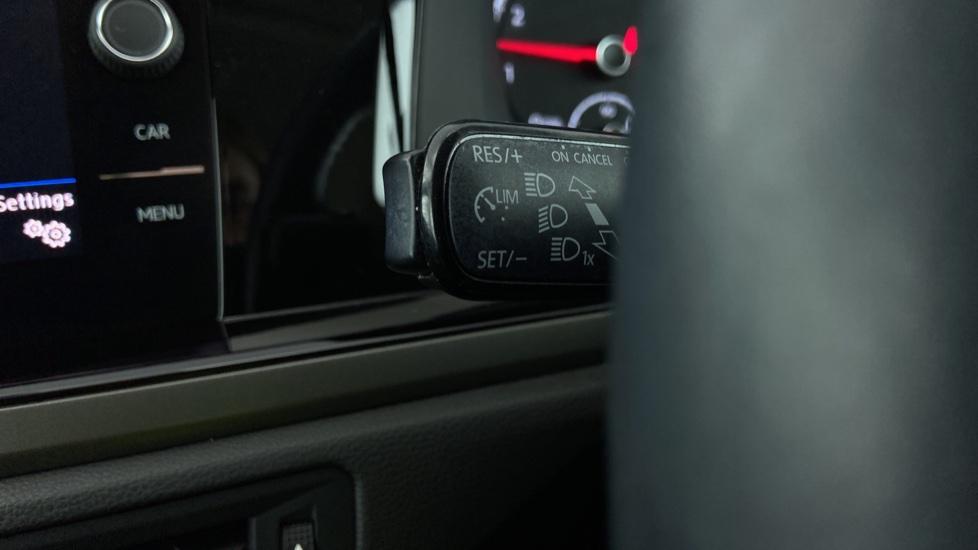 2
1
CAR
Settings
MENU
RES/+
ON CANCEL
LIM
SET/−
1x